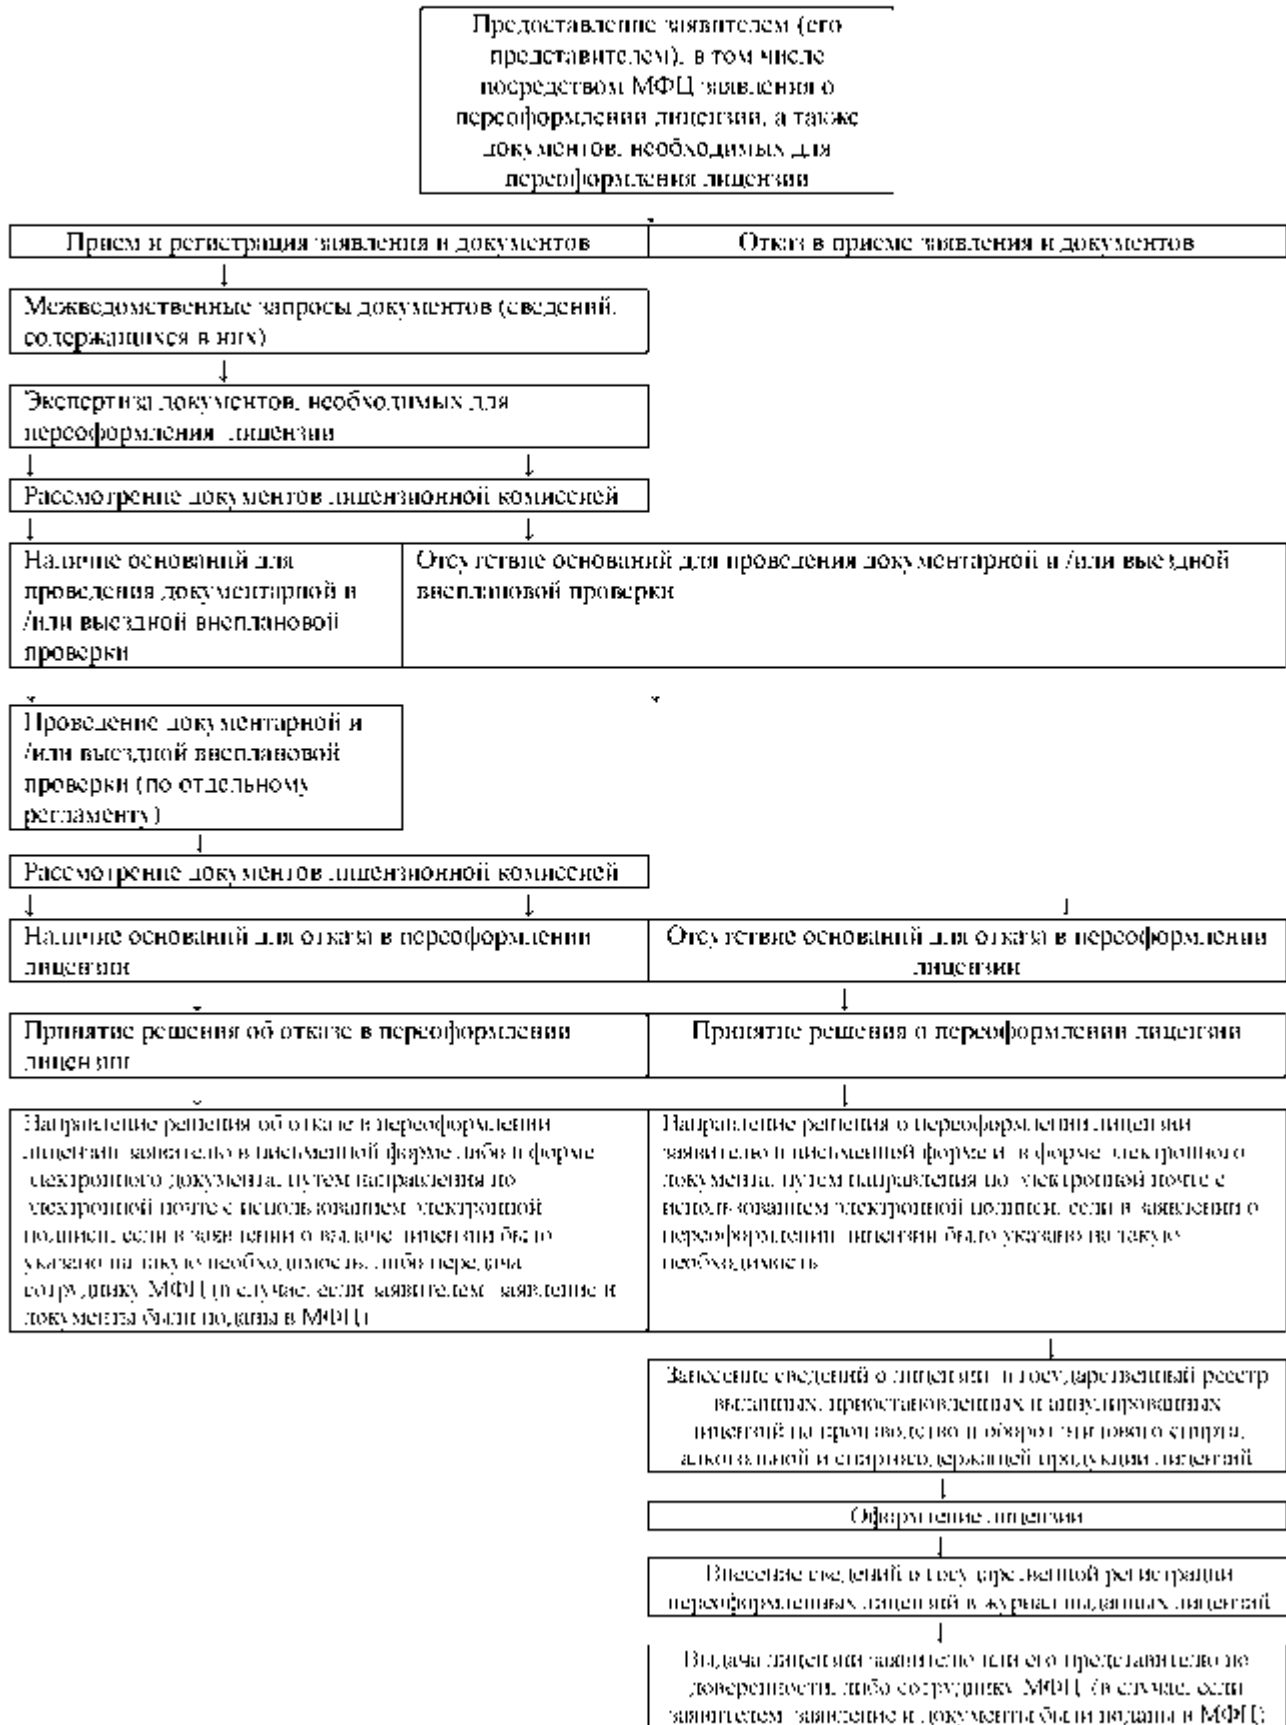 Предоставление заявителем (его
представителем), в том числе
посредством МФЦ заявления о
переоформлении лицензии, а также
документов, необходимых для
переоформления лицензии
Прием и регистрация заявления и документов
Отказ в приеме заявления и документов
Межведомственные запросы документов (сведений,
содержащихся в них)
Экспертиза документов, необходимых для
переоформления лицензии
Рассмотрение документов лицензионной комиссией
Наличие оснований для
проведения документарной и
/или выездной внеплановой
проверки
Отсутствие оснований для проведения документарной и /или выездной
внеплановой проверки
Проведение документарной и
/или выездной внеплановой
проверки (по отдельному
регламенту)
Рассмотрение документов лицензионной комиссией
Наличие оснований для отказа в переоформлении
лицензии
Отсутствие оснований для отказа в переоформлении
лицензии
Принятие решения об отказе в переоформлении
лицензии
Принятие решения о переоформлении лицензии
Направление решения об отказе в переоформлении
лицензии заявителю в письменной форме либо в форме
электронного документа, путем направления по
электронной почте с использованием электронной
подписи, если в заявлении о выдаче лицензии было
указано на такую необходимость, либо передача
сотруднику МФЦ (в случае, если заявителем заявление и
документы были поданы в МФЦ)
Направление решения о переоформлении лицензии
заявителю в письменной форме и в форме электронного
документа, путем направления по электронной почте с
использованием электронной подписи, если в заявлении о
переоформлении лицензии было указано на такую
необходимость
Занесение сведений о лицензии в государственный реестр
выданных, приостановленных и аннулированных
лицензий на производство и оборот этилового спирта,
алкогольной и спиртосодержащей продукции лицензий
Оформление лицензии
Внесение сведений о государственной регистрации
переоформленных лицензий в журнал выданных лицензий
Выдача лицензии заявителю или его представителю по
доверенности, либо сотруднику МФЦ (в случае, если
заявителем заявление и документы были поданы в МФЦ)